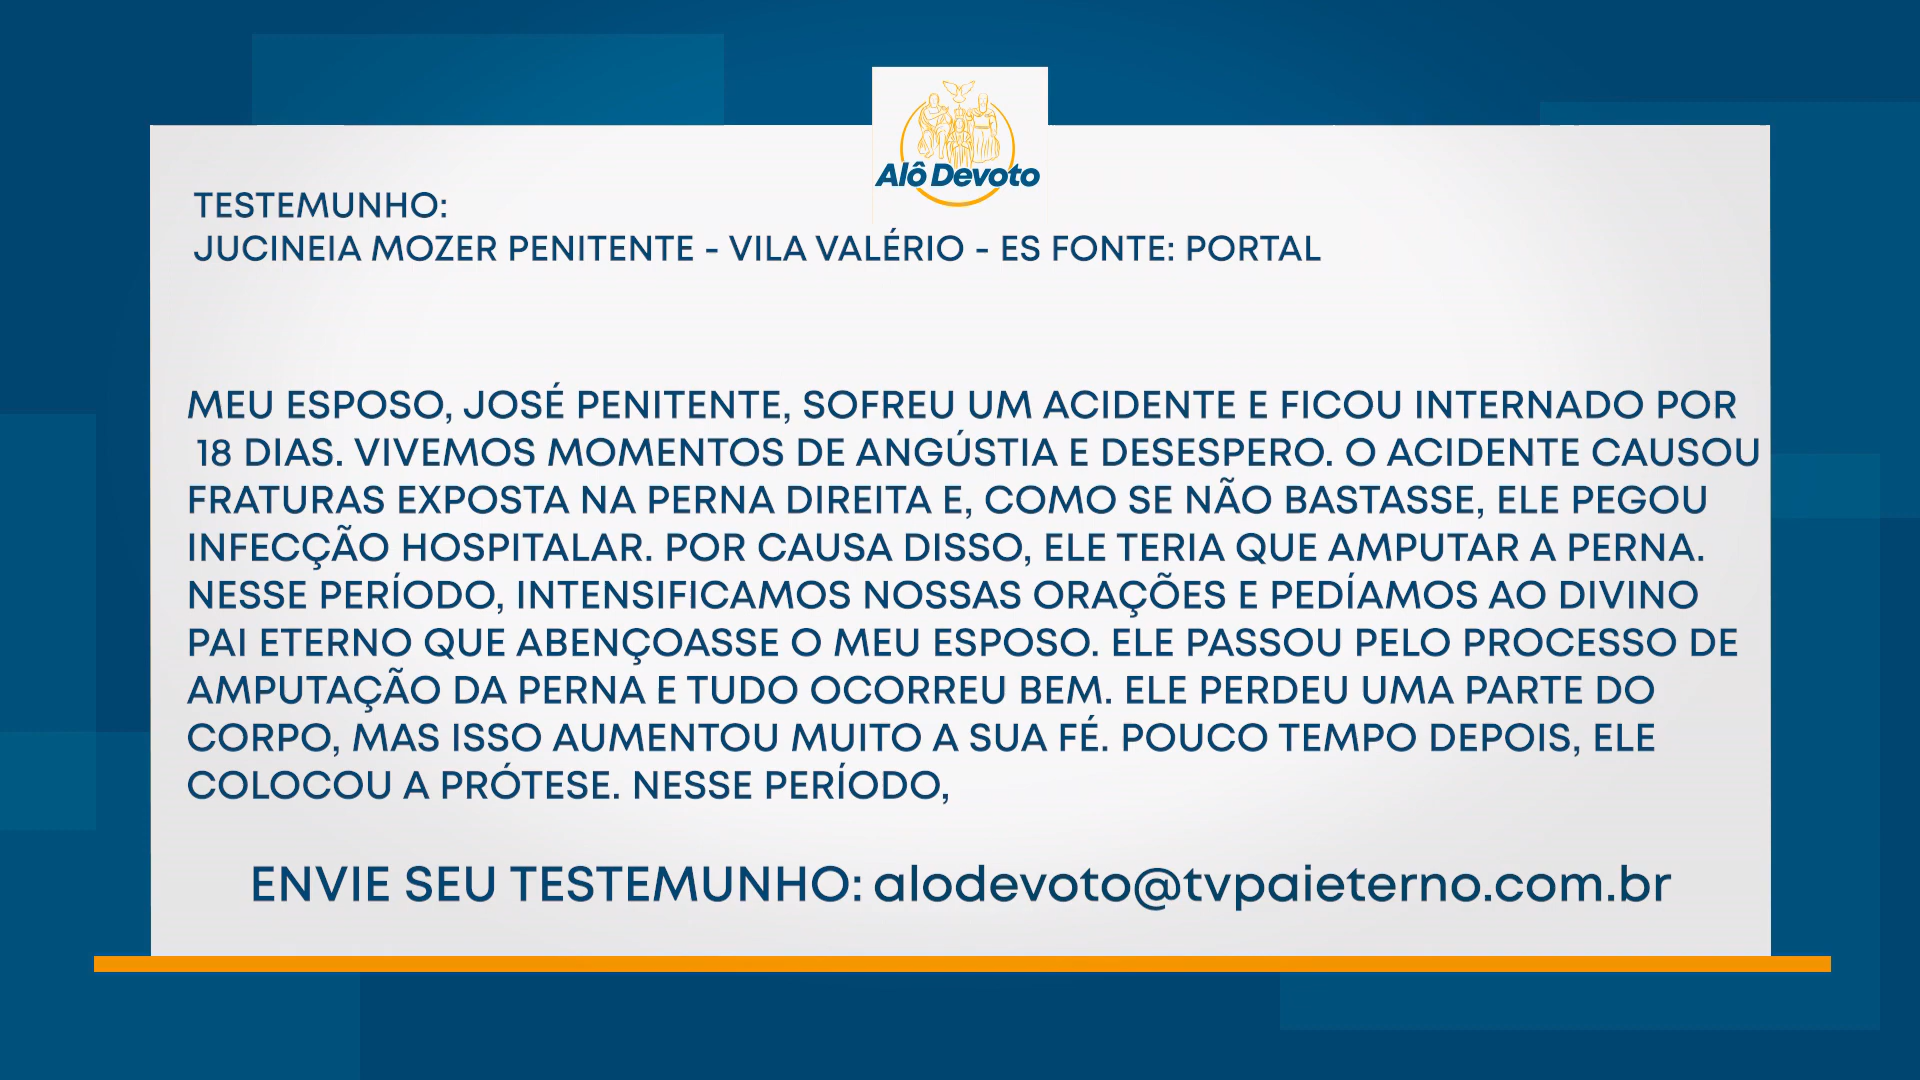 Alô Devoto
TESTEMUNHO:
JUCINEIA MOZER PENITENTE - VILA VALÉRIO - ES FONTE: PORTAL
MEU ESPOSO, JOSÉ PENITENTE, SOFREU UM ACIDENTE E FICOU INTERNADO POR
18 DIAS. VIVEMOS MOMENTOS DE ANGÚSTIA E DESESPERO. O ACIDENTE CAUSOU
FRATURAS EXPOSTA NA PERNA DIREITA E, COMO SE NÃO BASTASSE, ELE PEGOU
INFECÇÃO HOSPITALAR. POR CAUSA DISSO, ELE TERIA QUE AMPUTAR A PERNA.
NESSE PERÍODO, INTENSIFICAMOS NOSSAS ORAÇÕES E PEDÍAMOS AO DIVINO
PAI ETERNO QUE ABENÇOASSE O MEU ESPOSO. ELE PASSOU PELO PROCESSO DE
AMPUTAÇÃO DA PERNA E TUDO OCORREU BEM. ELE PERDEU UMA PARTE DO
CORPO, MAS ISSO AUMENTOU MUITO A SUA FÉ. POUCO TEMPO DEPOIS, ELE
COLOCOU A PRÓTESE. NESSE PERÍODO,
ENVIE SEU TESTEMUNHO: alodevoto@tvpaieterno.com.br